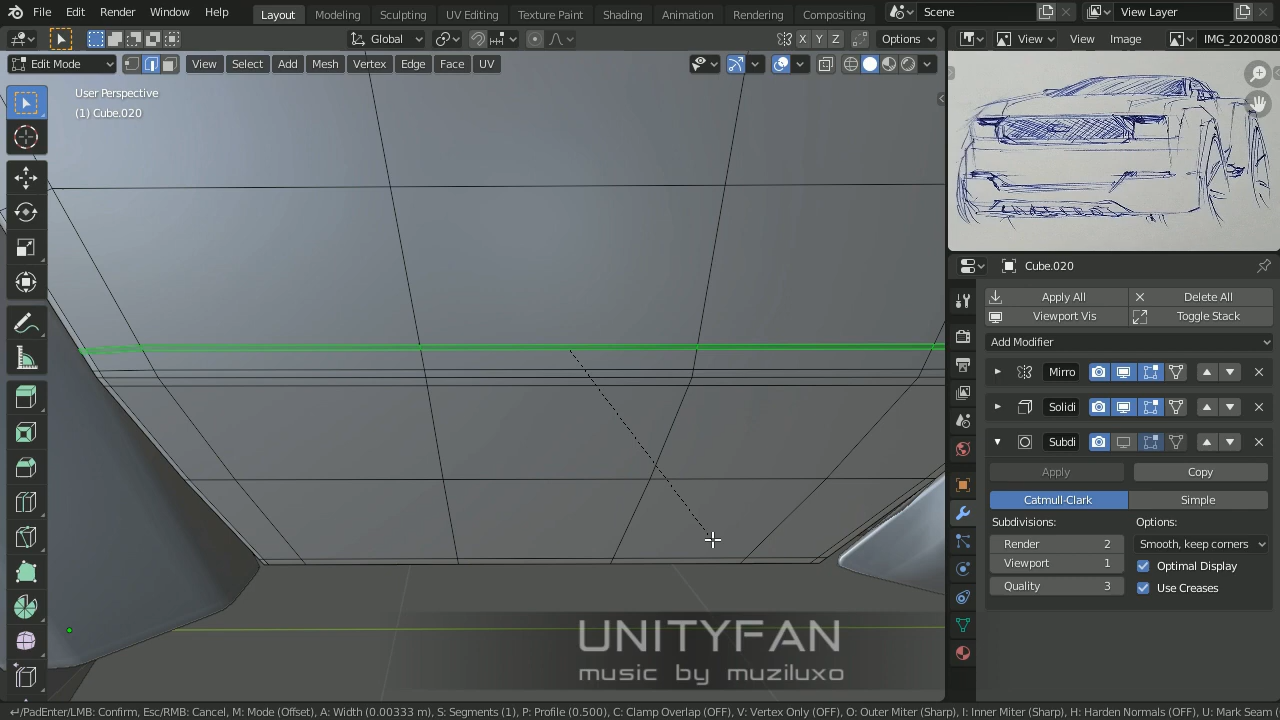 File Edit Render Window Help Layout Modeling Sculpting UV Editing Texture Paint Shading Animation Rendering Compositing Scene View Layer
Global X Y Z Options View View Image IMG_202008
Edit Mode View Select Add Mesh Vertex Edge Face UV
User Perspective
(1) Cube.020
Cube.020
Apply All Delete All
Viewport Vis Toggle Stack
Add Modifier
Mirro
Solidi
Subdi
Apply Copy
Catmull-Clark Simple
Subdivisions: Options:
Render 2 Smooth, keep corners
Viewport 1 Optimal Display
Quality 3 Use Creases
UNITYFAN
music by muziluxo
↵/PadEnter/LMB: Confirm, Esc/RMB: Cancel, M: Mode (Offset), A: Width (0.00333 m), S: Segments (1), P: Profile (0.500), C: Clamp Overlap (OFF), V: Vertex Only (OFF), O: Outer Miter (Sharp), I: Inner Miter (Sharp), H: Harden Normals (OFF), U: Mark Seam (